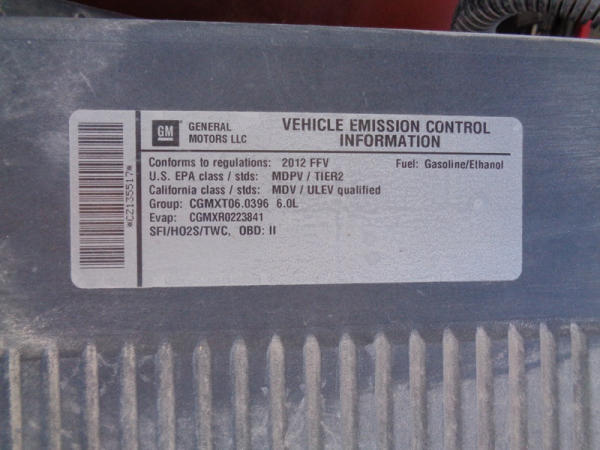 GM GENERAL MOTORS LLC
VEHICLE EMISSION CONTROL INFORMATION
Conforms to regulations: 2012 FFV Fuel: Gasoline/Ethanol
U.S. EPA class / stds: MDPV / TIER2
California class / stds: MDV / ULEV qualified
Group: CGMXT06.0396 6.0L
Evap: CGMXR0223841
SFI/HO2S/TWC, OBD: II
*CZ135517*